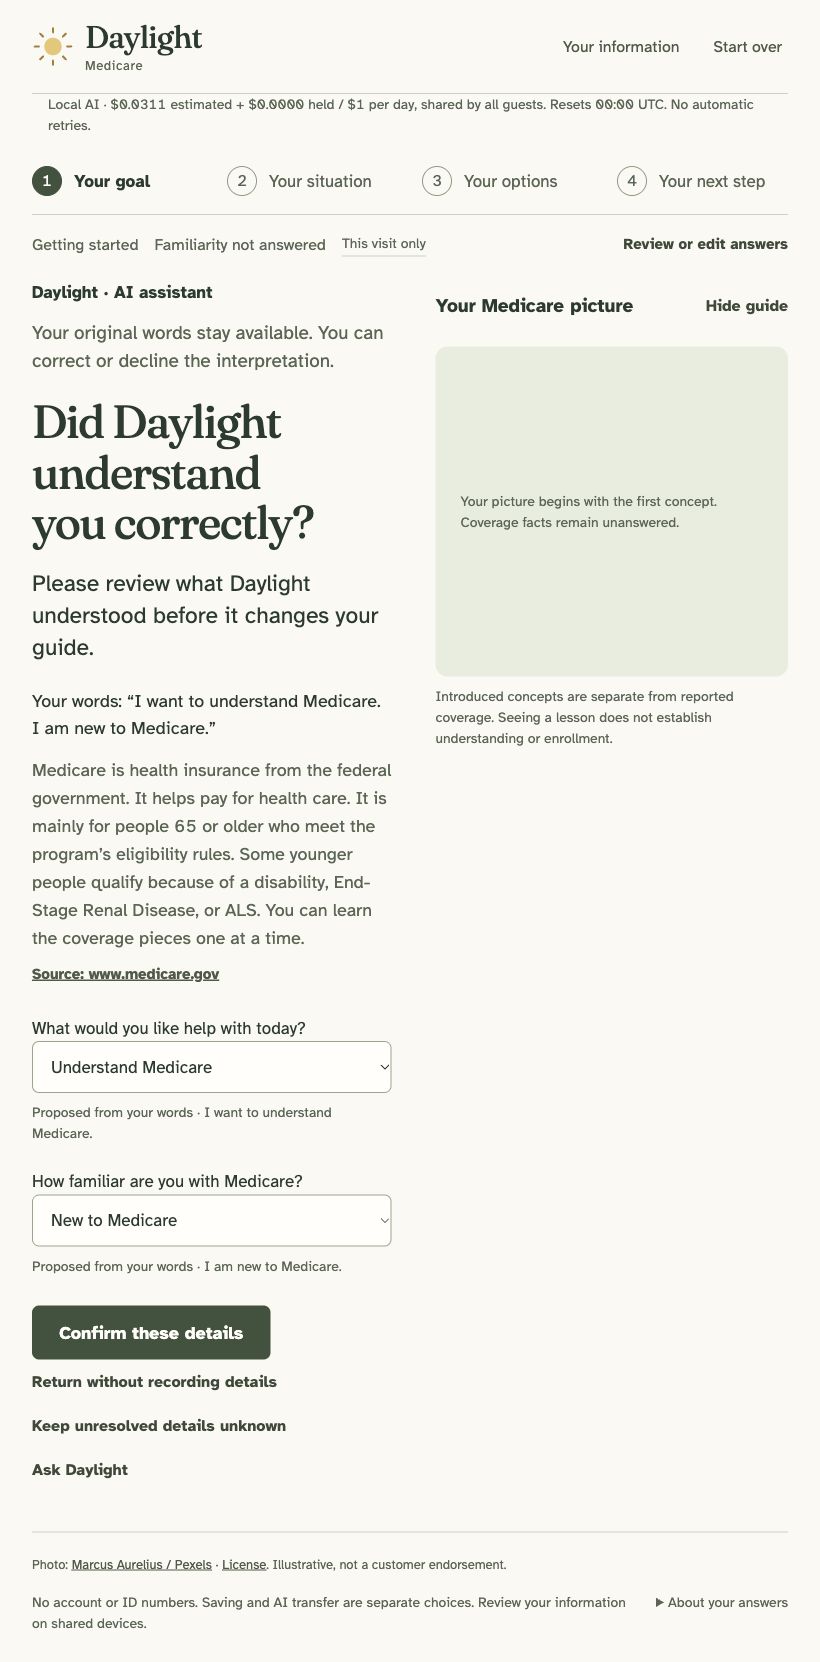 Daylight
Medicare
Your information
Start over
Local AI · $0.0311 estimated + $0.0000 held / $1 per day, shared by all guests. Resets 00:00 UTC. No automatic
retries.
1 Your goal
2 Your situation
3 Your options
4 Your next step
Getting started
Familiarity not answered
This visit only
Review or edit answers
Daylight · AI assistant
Your original words stay available. You can
correct or decline the interpretation.
Did Daylight
understand
you correctly?
Please review what Daylight
understood before it changes your
guide.
Your words: “I want to understand Medicare.
I am new to Medicare.”
Medicare is health insurance from the federal
government. It helps pay for health care. It is
mainly for people 65 or older who meet the
program’s eligibility rules. Some younger
people qualify because of a disability, End-
Stage Renal Disease, or ALS. You can learn
the coverage pieces one at a time.
Source: www.medicare.gov
What would you like help with today?
Understand Medicare
Proposed from your words · I want to understand
Medicare.
How familiar are you with Medicare?
New to Medicare
Proposed from your words · I am new to Medicare.
Confirm these details
Return without recording details
Keep unresolved details unknown
Ask Daylight
Your Medicare picture
Hide guide
Your picture begins with the first concept.
Coverage facts remain unanswered.
Introduced concepts are separate from reported
coverage. Seeing a lesson does not establish
understanding or enrollment.
Photo: Marcus Aurelius / Pexels · License. Illustrative, not a customer endorsement.
No account or ID numbers. Saving and AI transfer are separate choices. Review your information
on shared devices.
▶ About your answers